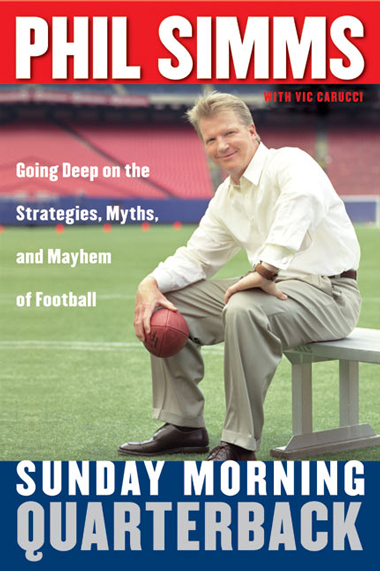 PHIL SIMMS
WITH VIC CARUCCI
Going Deep on the
Strategies, Myths,
and Mayhem
of Football
SUNDAY MORNING
QUARTERBACK